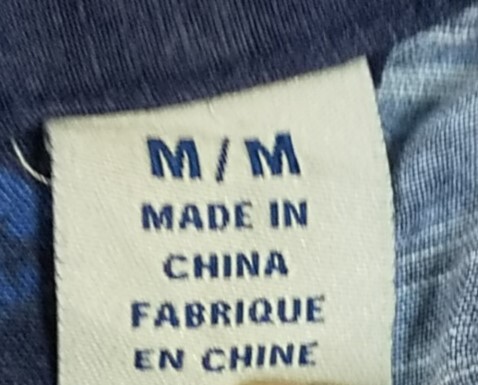 M/M
MADE IN
CHINA
FABRIQUE
EN CHINE